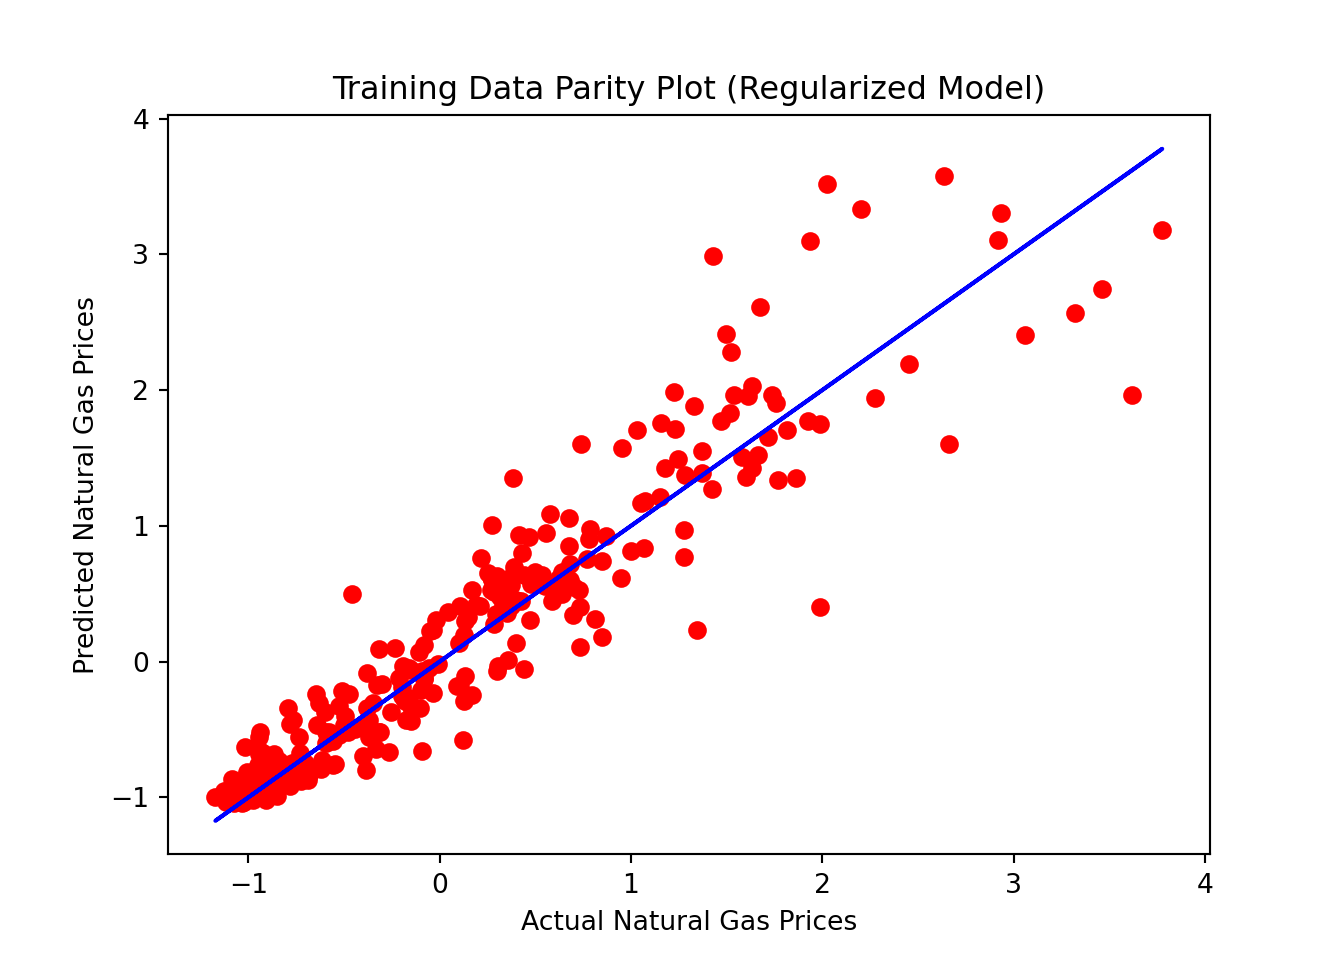 Training Data Parity Plot (Regularized Model)
4
3
2
1
0
−1
Predicted Natural Gas Prices
−1 0 1 2 3 4
Actual Natural Gas Prices